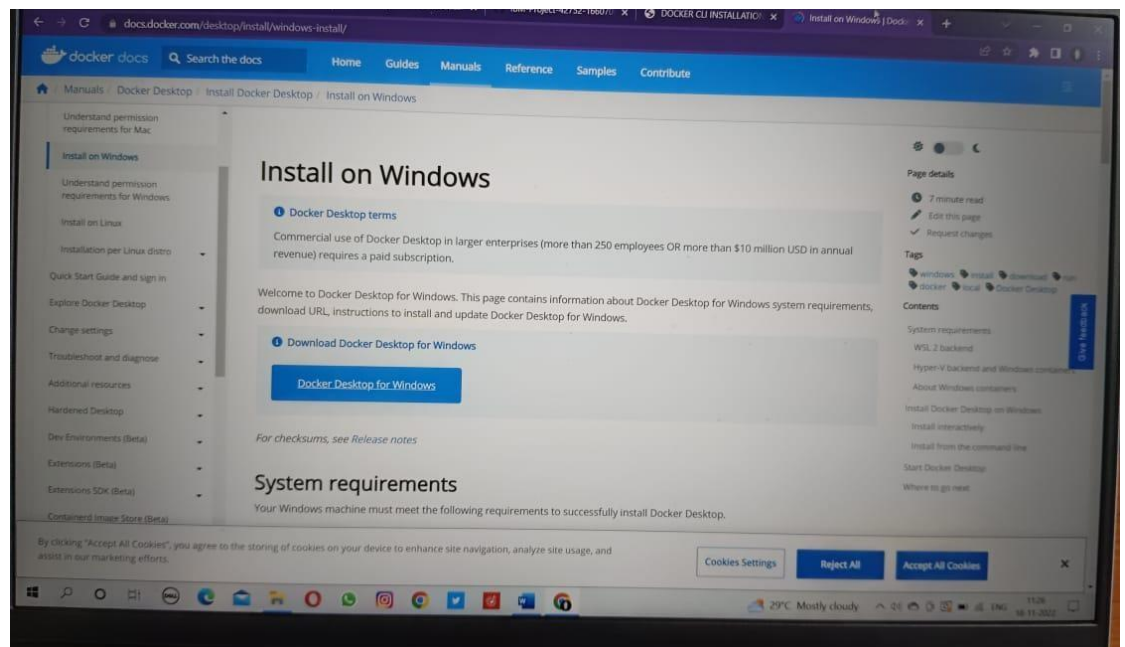 DOCKER CLI INSTALLATIO
Install on Windows | Dock
docs.docker.com/desktop/install/windows-install/
docker docs
Search the docs
Home Guides Manuals Reference Samples Contribute
Manuals / Docker Desktop / Install Docker Desktop / Install on Windows
Understand permission
requirements for Mac
Install on Windows
Understand permission
requirements for Windows
Install on Linux
Installation per Linux distro
Quick Start Guide and sign in
Explore Docker Desktop
Change settings
Troubleshoot and diagnose
Additional resources
Hardened Desktop
Dev Environments (Beta)
Extensions (Beta)
Extensions SDK (Beta)
Containerd Image Store (Beta)
Install on Windows
Docker Desktop terms
Commercial use of Docker Desktop in larger enterprises (more than 250 employees OR more than $10 million USD in annual
revenue) requires a paid subscription.
Welcome to Docker Desktop for Windows. This page contains information about Docker Desktop for Windows system requirements,
download URL, instructions to install and update Docker Desktop for Windows.
Download Docker Desktop for Windows
Docker Desktop for Windows
For checksums, see Release notes
System requirements
Your Windows machine must meet the following requirements to successfully install Docker Desktop.
Page details
7 minute read
Edit this page
Request changes
Tags
windows install download run
docker local Docker Desktop
Contents
System requirements
WSL 2 backend
Hyper-V backend and Windows containers
About Windows containers
Install Docker Desktop on Windows
Install interactively
Install from the command line
Start Docker Desktop
Where to go next
Give feedback
By clicking "Accept All Cookies", you agree to the storing of cookies on your device to enhance site navigation, analyze site usage, and
assist in our marketing efforts.
Cookies Settings
Reject All
Accept All Cookies
29°C Mostly cloudy
ENG
11:26
18-11-2022